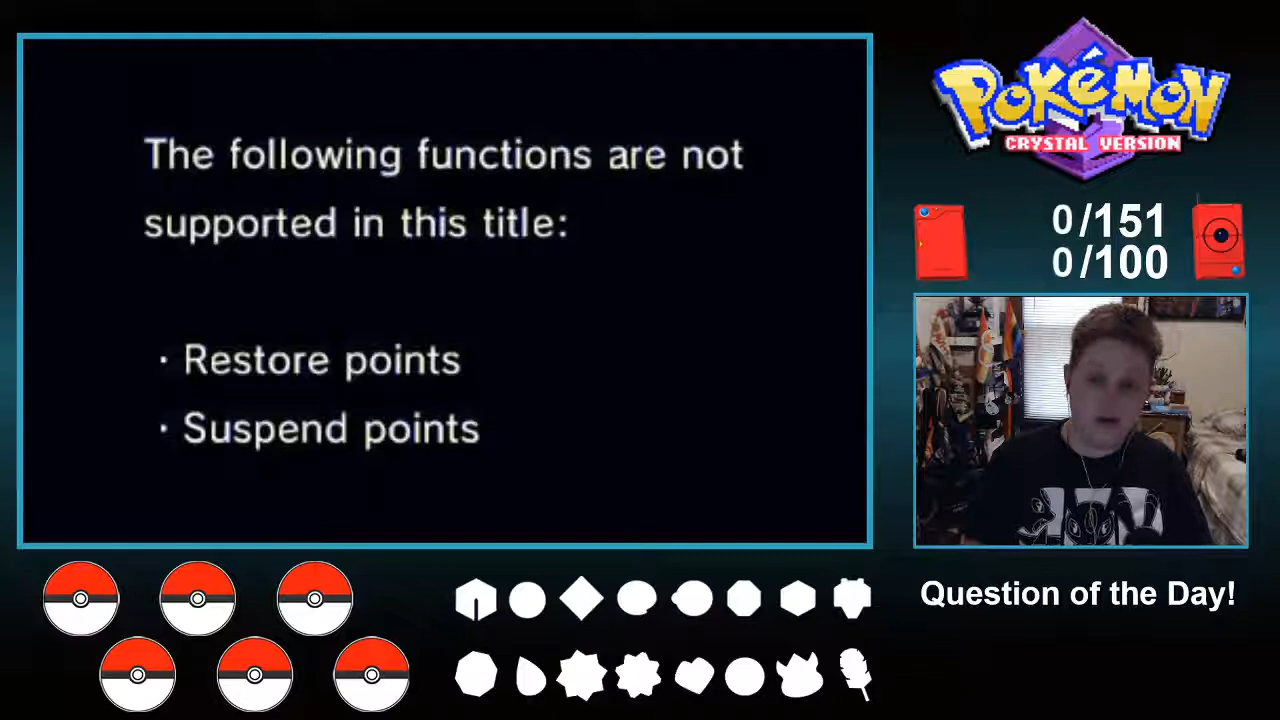 The following functions are not
supported in this title:
· Restore points
· Suspend points
POKéMON
CRYSTAL VERSION
0/151
0/100
Question of the Day!